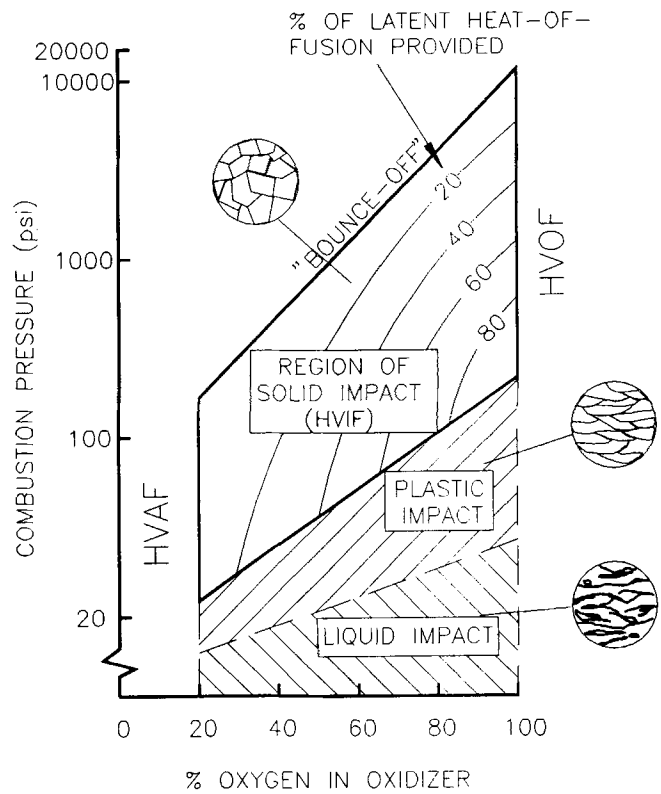 % OF LATENT HEAT-OF-
FUSION PROVIDED
20000
10000
1000
100
20
COMBUSTION PRESSURE (psi)
"BOUNCE-OFF"
20
40
60
80
HVOF
HVAF
REGION OF
SOLID IMPACT
(HVIF)
PLASTIC
IMPACT
LIQUID IMPACT
0
20
40
60
80
100
% OXYGEN IN OXIDIZER